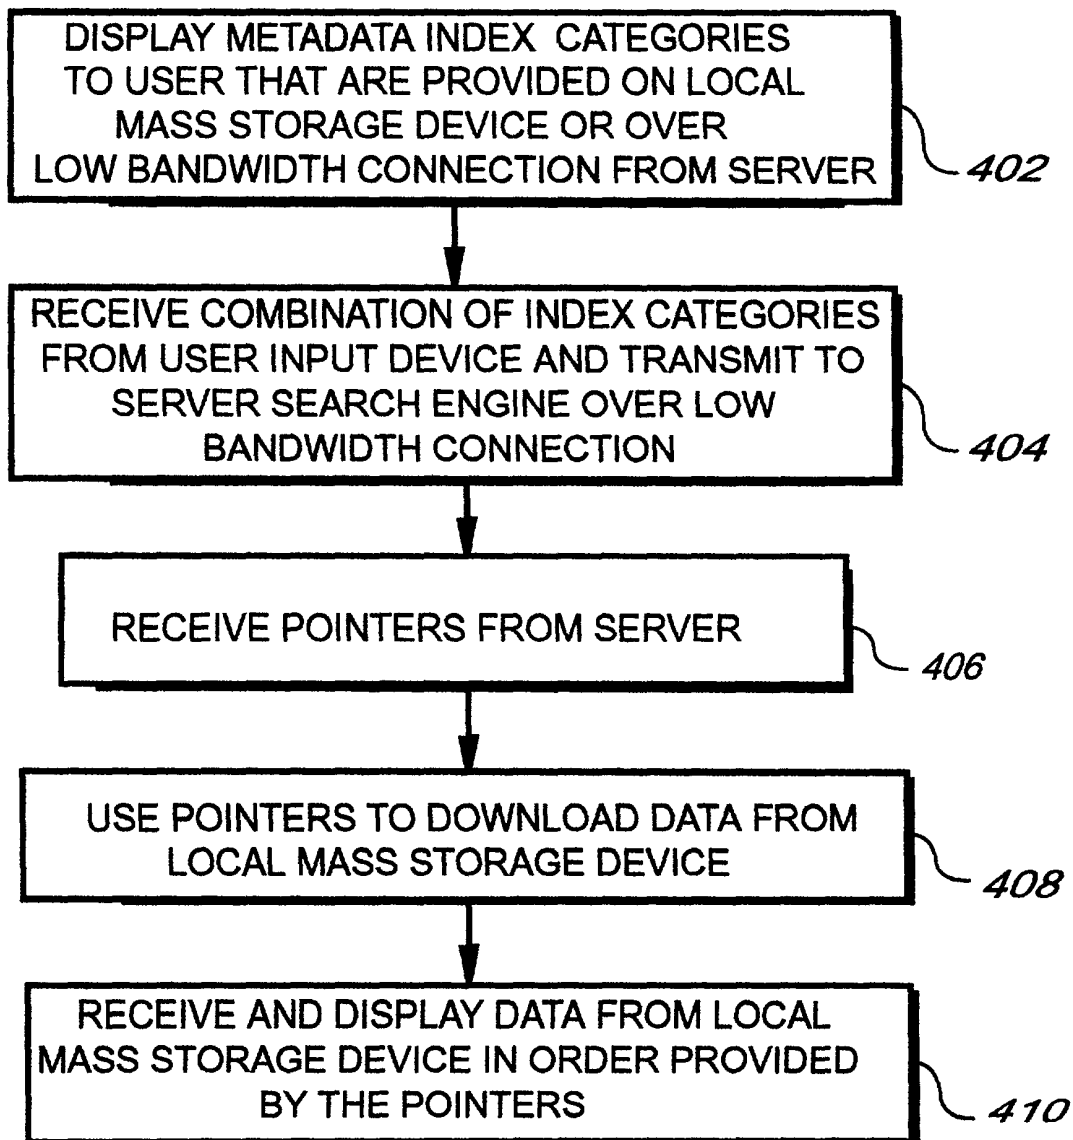 DISPLAY METADATA INDEX CATEGORIES
TO USER THAT ARE PROVIDED ON LOCAL
MASS STORAGE DEVICE OR OVER
LOW BANDWIDTH CONNECTION FROM SERVER
402
RECEIVE COMBINATION OF INDEX CATEGORIES
FROM USER INPUT DEVICE AND TRANSMIT TO
SERVER SEARCH ENGINE OVER LOW
BANDWIDTH CONNECTION
404
RECEIVE POINTERS FROM SERVER
406
USE POINTERS TO DOWNLOAD DATA FROM
LOCAL MASS STORAGE DEVICE
408
RECEIVE AND DISPLAY DATA FROM LOCAL
MASS STORAGE DEVICE IN ORDER PROVIDED
BY THE POINTERS
410